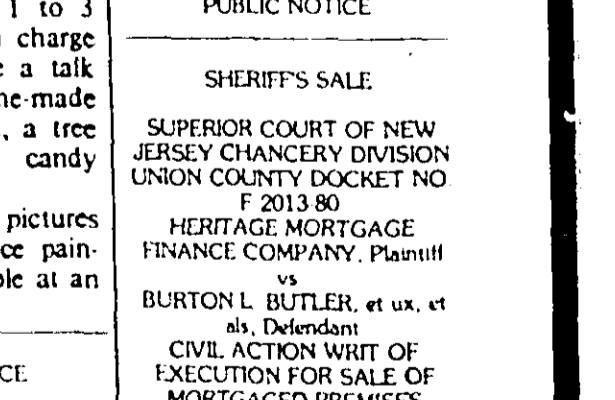 1 to 3
charge
a talk
he-made
, a tree
candy
pictures
ce pain-
ble at an
CE
PUBLIC NOTICE
SHERIFF'S SALE
SUPERIOR COURT OF NEW
JERSEY CHANCERY DIVISION
UNION COUNTY DOCKET NO
F 2013 80
HERITAGE MORTGAGE
FINANCE COMPANY, Plaintiff
vs
BURTON L BUTLER, et ux, et
als, Defendant
CIVIL ACTION WRIT OF
EXECUTION FOR SALE OF
MORTGAGED PREMISES